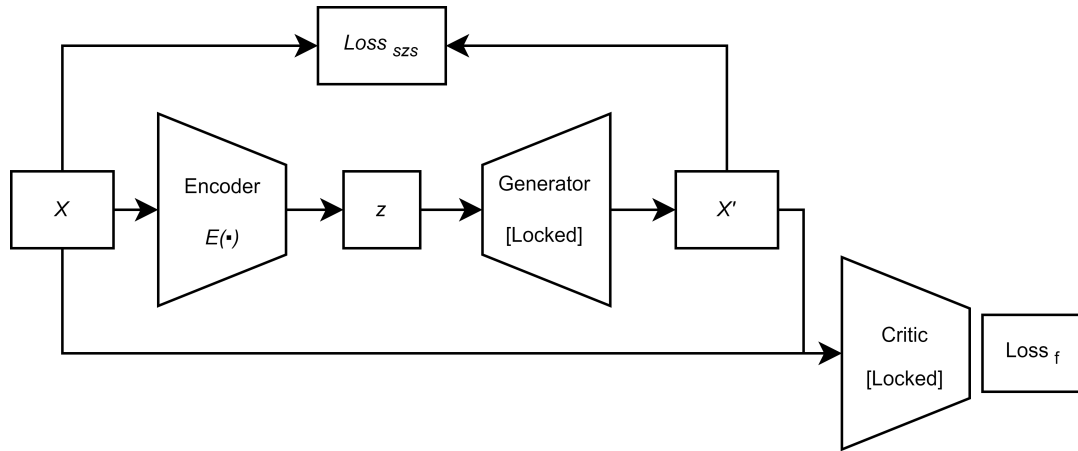 Loss szs
X
Encoder
E(▪)
z
Generator
[Locked]
X'
Critic
[Locked]
Loss f